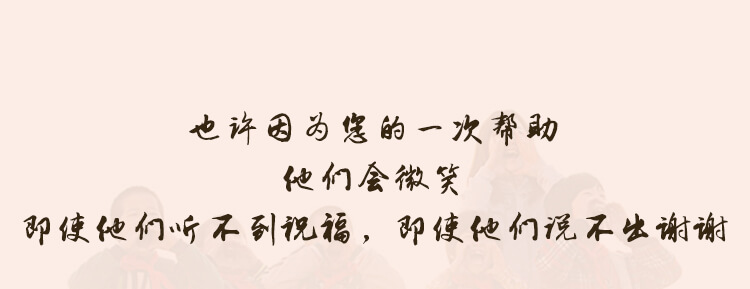 也许因为您的一次帮助
他们会微笑
即使他们听不到祝福，即使他们说不出谢谢